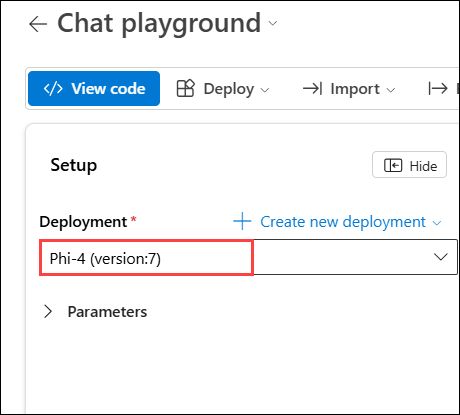 Chat playground
View code Deploy Import
Setup Hide
Deployment * Create new deployment
Phi-4 (version:7)
Parameters